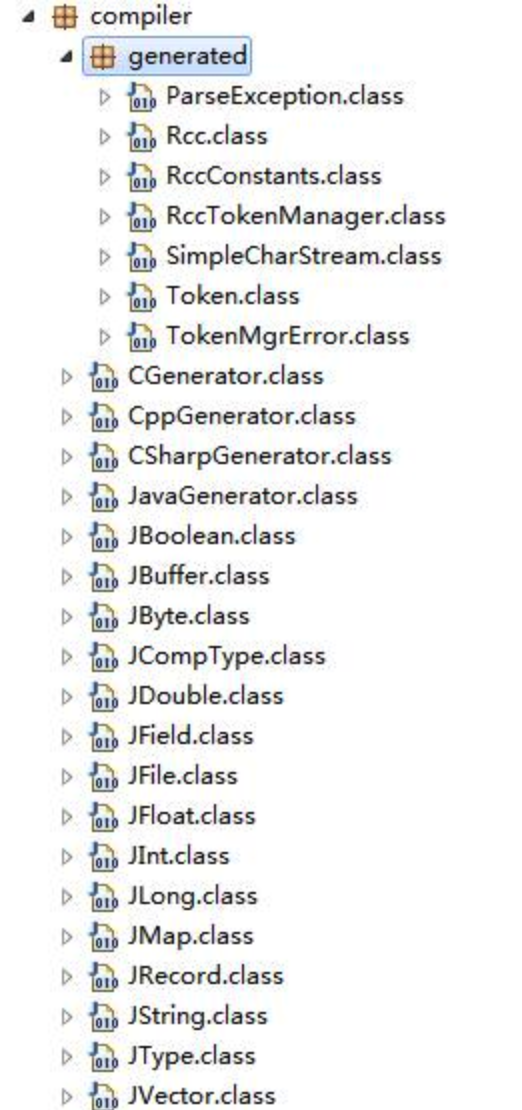 compiler
generated
ParseException.class
Rcc.class
RccConstants.class
RccTokenManager.class
SimpleCharStream.class
Token.class
TokenMgrError.class
CGenerator.class
CppGenerator.class
CSharpGenerator.class
JavaGenerator.class
JBoolean.class
JBuffer.class
JByte.class
JCompType.class
JDouble.class
JField.class
JFile.class
JFloat.class
JInt.class
JLong.class
JMap.class
JRecord.class
JString.class
JType.class
JVector.class